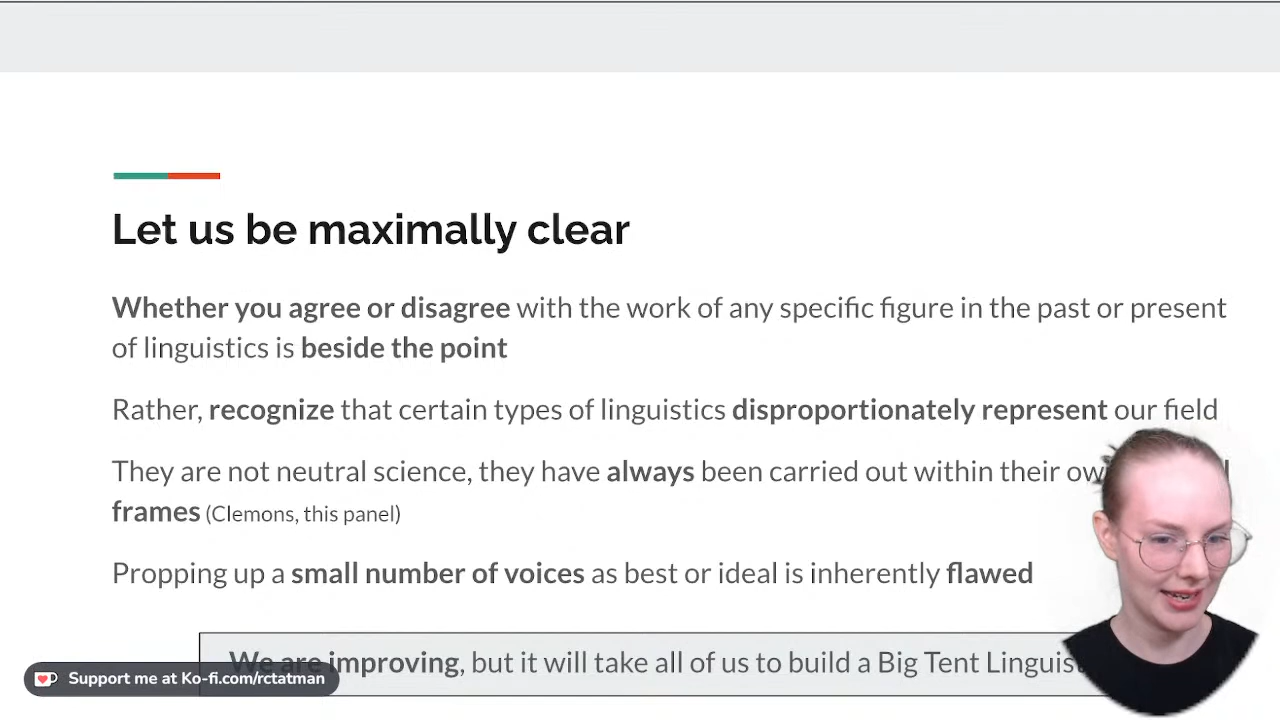 Let us be maximally clear
Whether you agree or disagree with the work of any specific figure in the past or present
of linguistics is beside the point
Rather, recognize that certain types of linguistics disproportionately represent our field
They are not neutral science, they have always been carried out within their
frames (Clemons, this panel)
Propping up a small number of voices as best or ideal is inherently flawed
We are improving, but it will take all of us to build a Big Tent
Support me at Ko-fi.com/rctatman